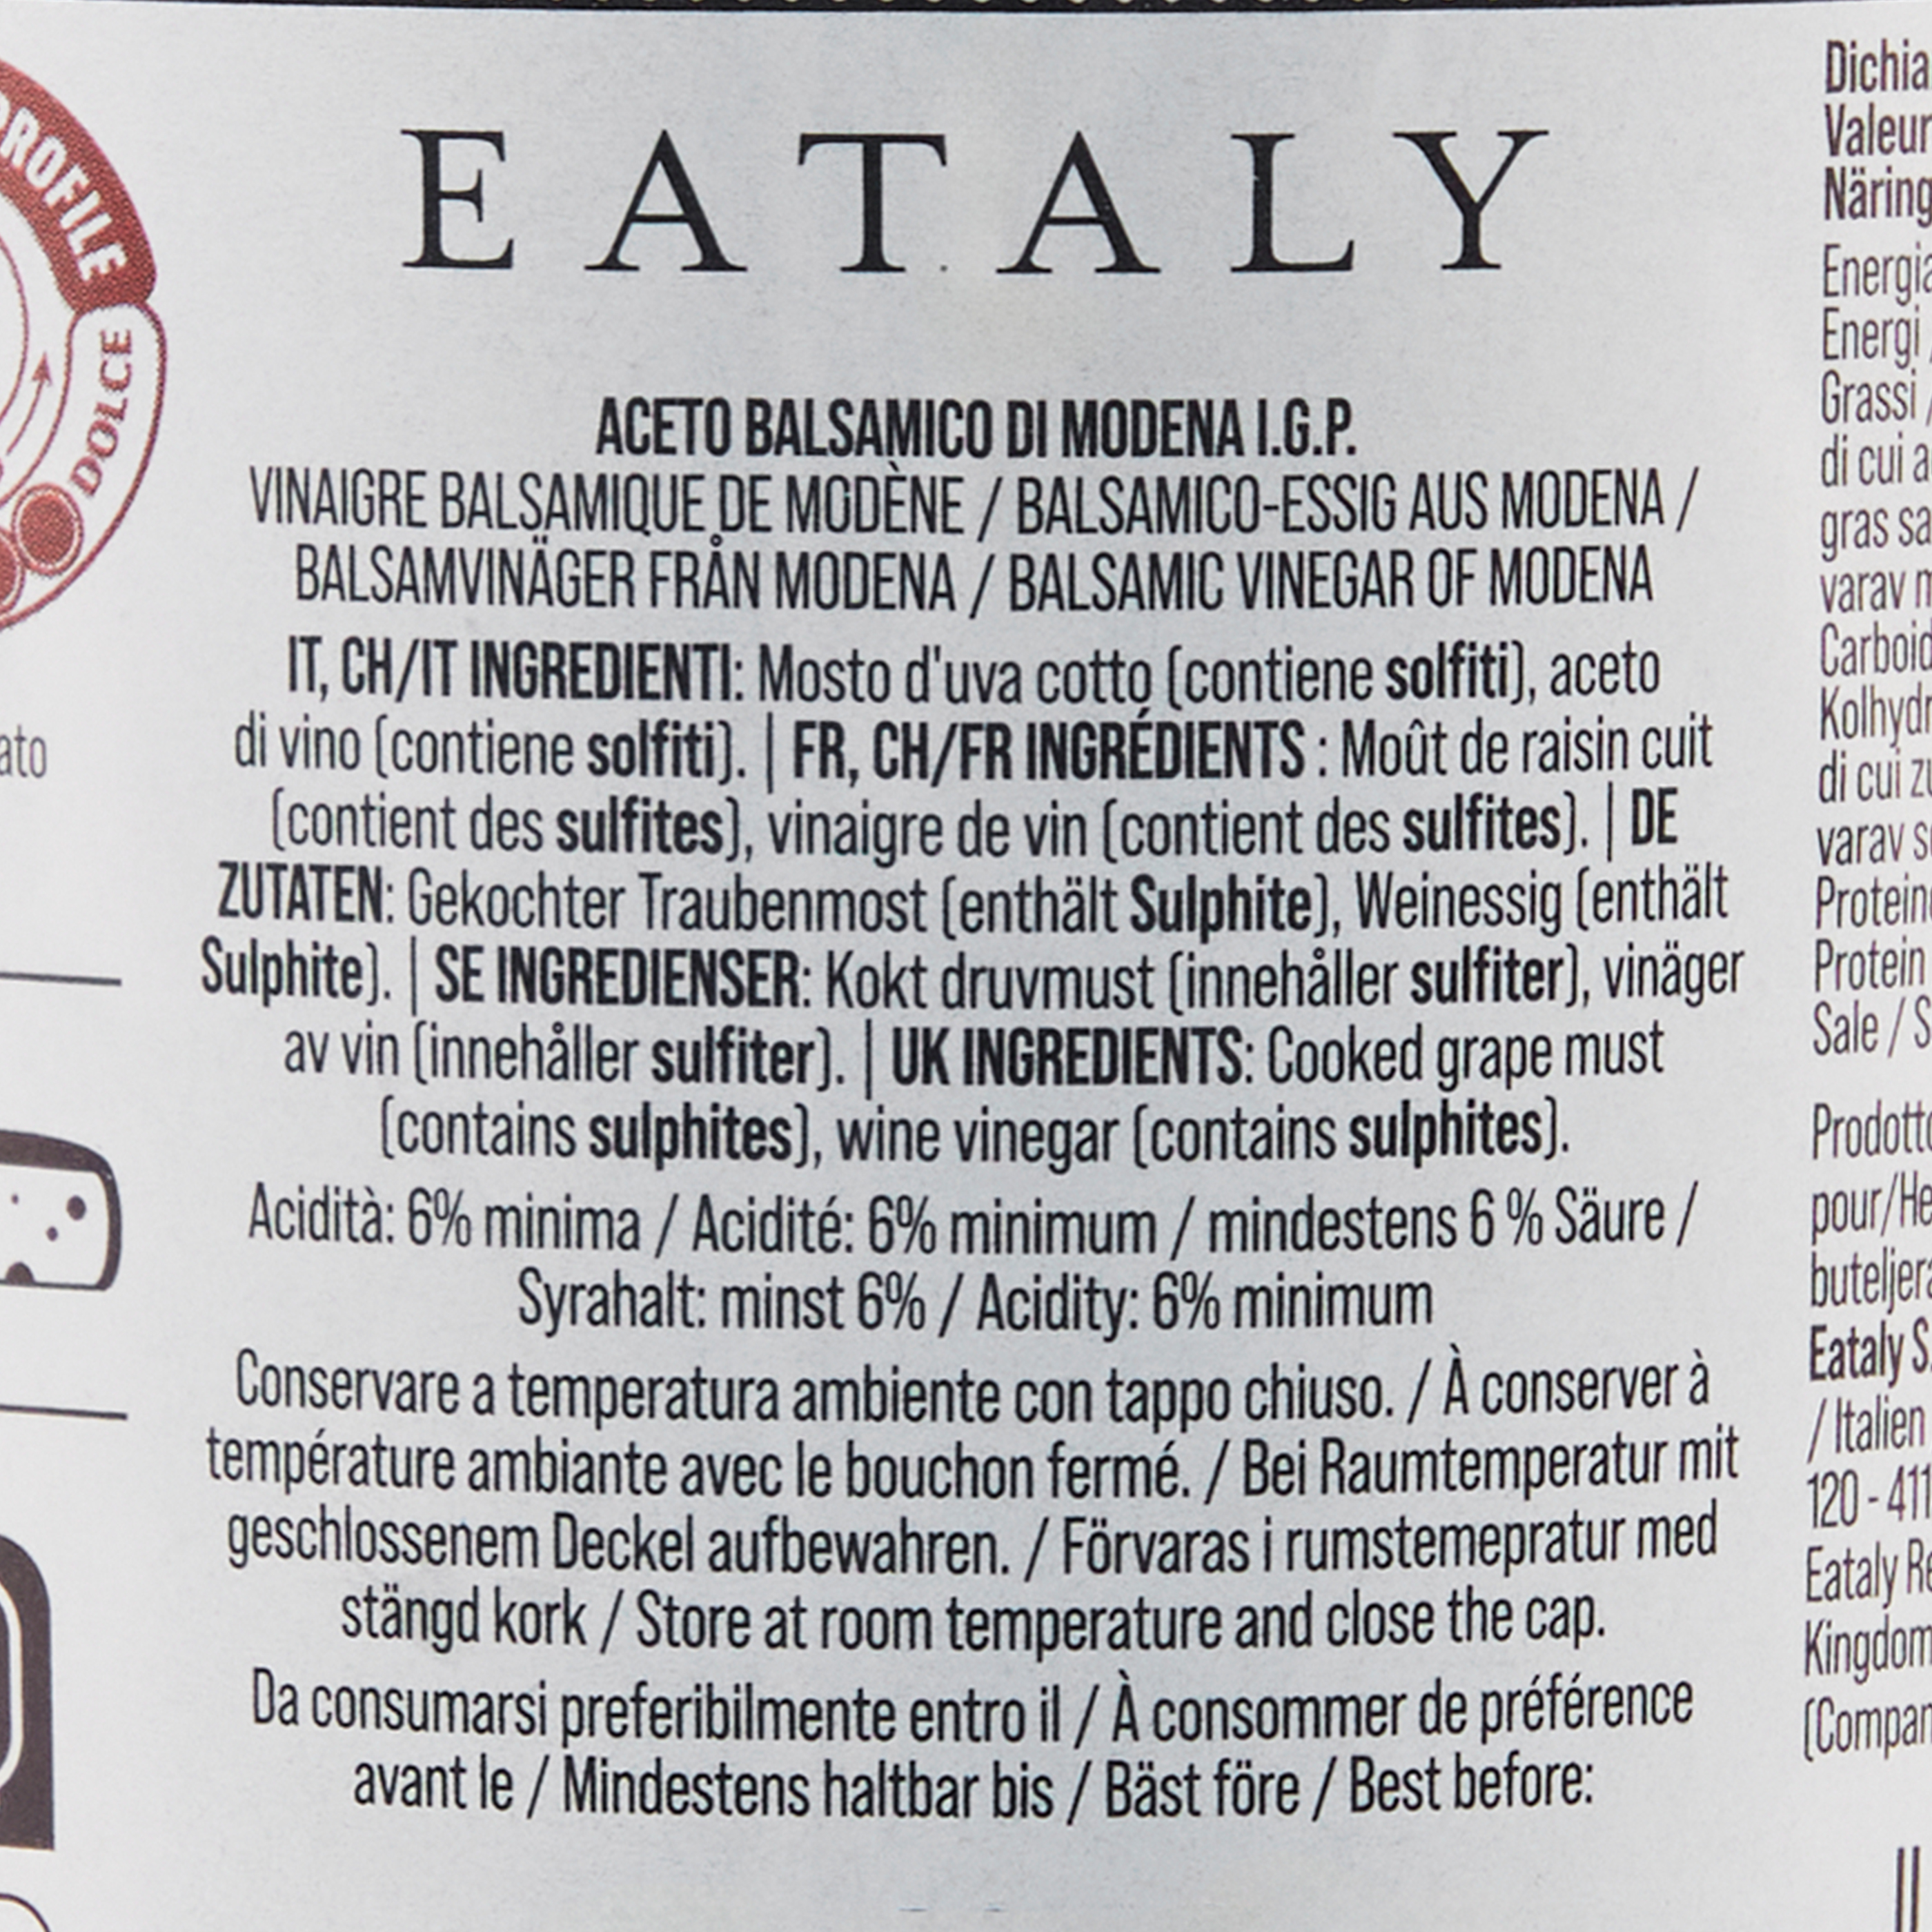 PROFILE
DOLCE
EATALY
ACETO BALSAMICO DI MODENA I.G.P.
VINAIGRE BALSAMIQUE DE MODÈNE / BALSAMICO-ESSIG AUS MODENA /
BALSAMVINÄGER FRÅN MODENA / BALSAMIC VINEGAR OF MODENA
IT, CH/IT INGREDIENTI: Mosto d'uva cotto (contiene solfiti), aceto
di vino (contiene solfiti). | FR, CH/FR INGRÉDIENTS : Moût de raisin cuit
(contient des sulfites), vinaigre de vin (contient des sulfites). | DE
ZUTATEN: Gekochter Traubenmost (enthält Sulphite), Weinessig (enthält
Sulphite). | SE INGREDIENSER: Kokt druvmust (innehåller sulfiter), vinäger
av vin (innehåller sulfiter). | UK INGREDIENTS: Cooked grape must
(contains sulphites), wine vinegar (contains sulphites).
Acidità: 6% minima / Acidité: 6% minimum / mindestens 6 % Säure /
Syrahalt: minst 6% / Acidity: 6% minimum
Conservare a temperatura ambiente con tappo chiuso. / À conserver à
température ambiante avec le bouchon fermé. / Bei Raumtemperatur mit
geschlossenem Deckel aufbewahren. / Förvaras i rumstemepratur med
stängd kork / Store at room temperature and close the cap.
Da consumarsi preferibilmente entro il / À consommer de préférence
avant le / Mindestens haltbar bis / Bäst före / Best before:
Energi /
Grassi /
di cui
gras
varav
di cui
varav
Protein
Sale /
pour/
Eataly
/ Italien
120 - 411
Eataly
Kingdom